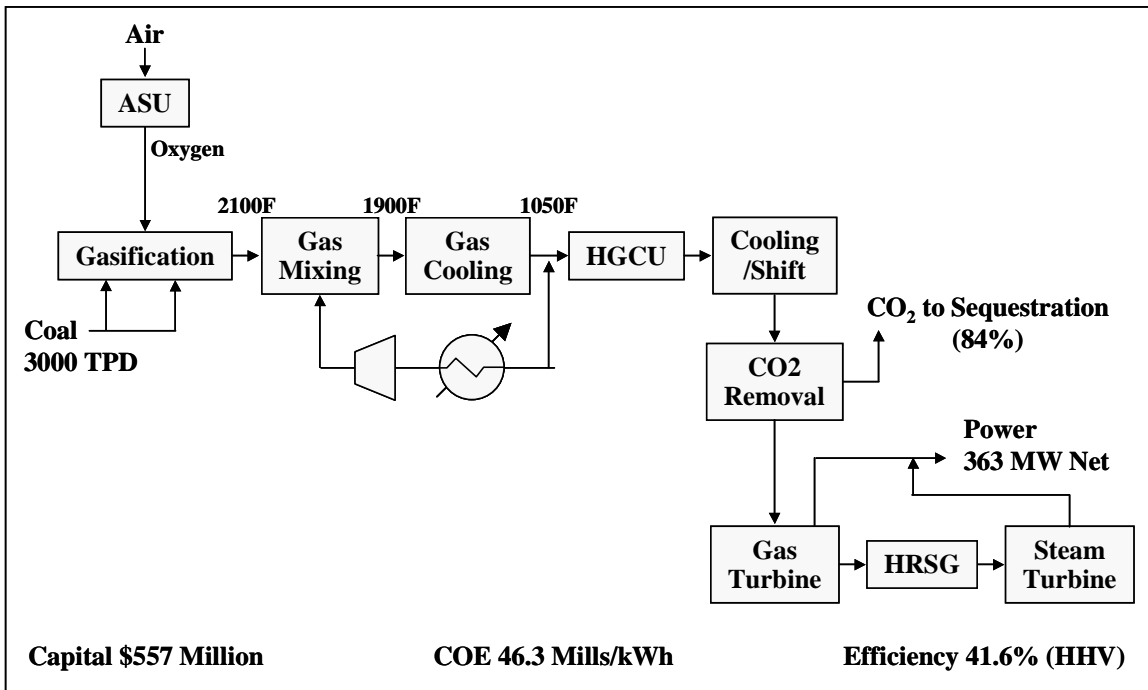 Air
ASU
Oxygen
2100F
1900F
1050F
Gasification
Gas
Mixing
Gas
Cooling
HGCU
Cooling
/Shift
Coal
3000 TPD
CO₂ to Sequestration
(84%)
CO2
Removal
Power
363 MW Net
Gas
Turbine
HRSG
Steam
Turbine
Capital $557 Million
COE 46.3 Mills/kWh
Efficiency 41.6% (HHV)